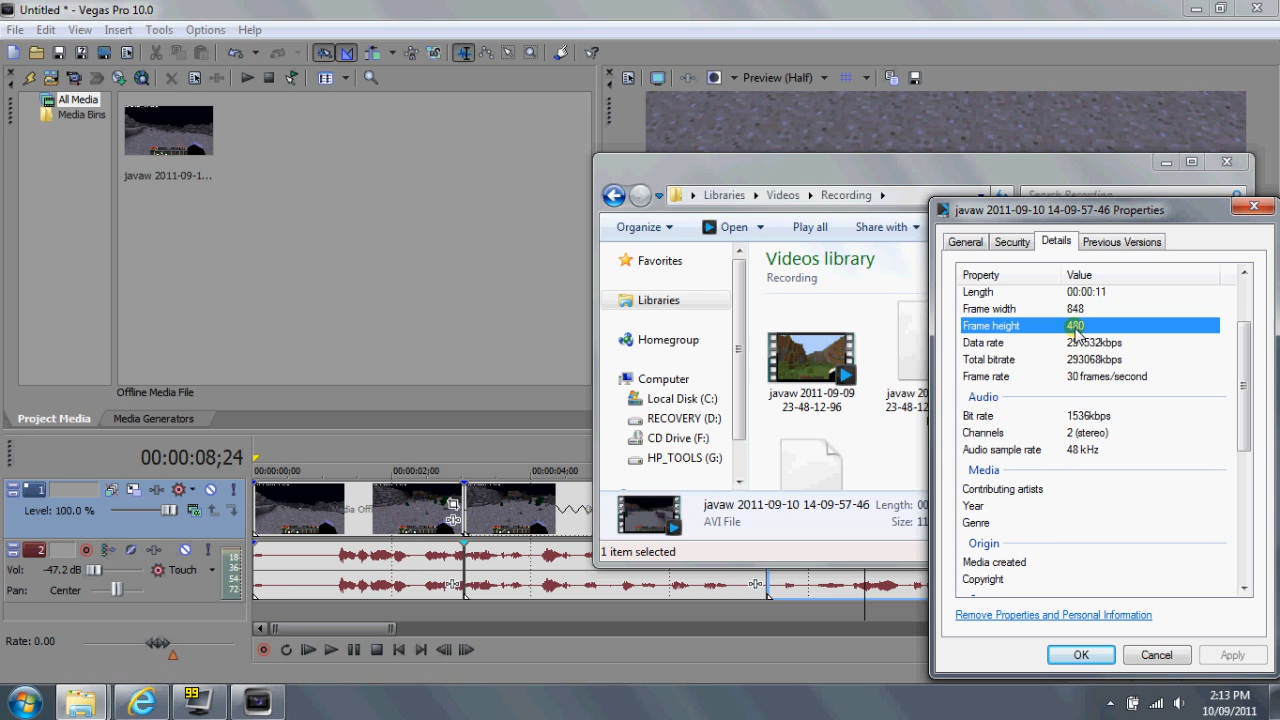 Untitled * - Vegas Pro 10.0
File Edit View Insert Tools Options Help
Preview (Half)
All Media
Media Bins
javaw 2011-09-1...
Offline Media File
Project Media
Media Generators
00:00:08;24
00:00:00;00
00:00:02;00
00:00:04;00
1
Level: 100.0 %
2
Vol: -47.2 dB
Touch
Pan: Center
18
36
54
72
Rate: 0.00
Libraries
Videos
Recording
Search Recording
Organize
Open
Play all
Share with
Favorites
Libraries
Homegroup
Computer
Local Disk (C:)
RECOVERY (D:)
CD Drive (F:)
HP_TOOLS (G:)
Videos library
Recording
javaw 2011-09-09
23-48-12-96
javaw 20
23-48-
javaw 2011-09-10 14-09-57-46
Length: 00
AVI File
Size: 11
1 item selected
javaw 2011-09-10 14-09-57-46 Properties
General
Security
Details
Previous Versions
Property
Value
Length
00:00:11
Frame width
848
Frame height
480
Data rate
Total bitrate
293068kbps
Frame rate
30 frames/second
Audio
Bit rate
1536kbps
Channels
2 (stereo)
Audio sample rate
48 kHz
Media
Contributing artists
Year
Genre
Origin
Media created
Copyright
Remove Properties and Personal Information
OK
Cancel
Apply
99
2:13 PM
10/09/2011